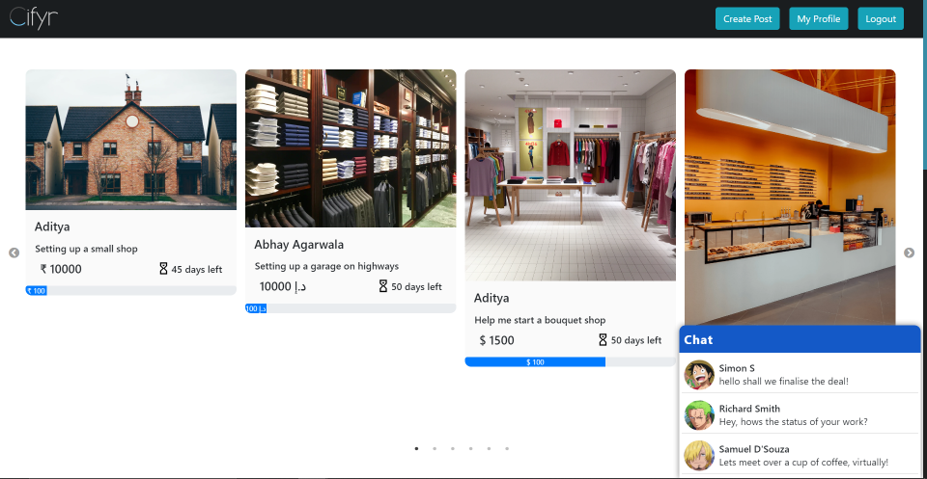 Cifyr
Create Post
My Profile
Logout
Aditya
Setting up a small shop
₹ 10000
45 days left
₹ 100
Abhay Agarwala
Setting up a garage on highways
10000 د.إ
50 days left
100 د.إ
Aditya
Help me start a bouquet shop
$ 1500
50 days left
$ 100
Chat
Simon S
hello shall we finalise the deal!
Richard Smith
Hey, hows the status of your work?
Samuel D'Souza
Lets meet over a cup of coffee, virtually!